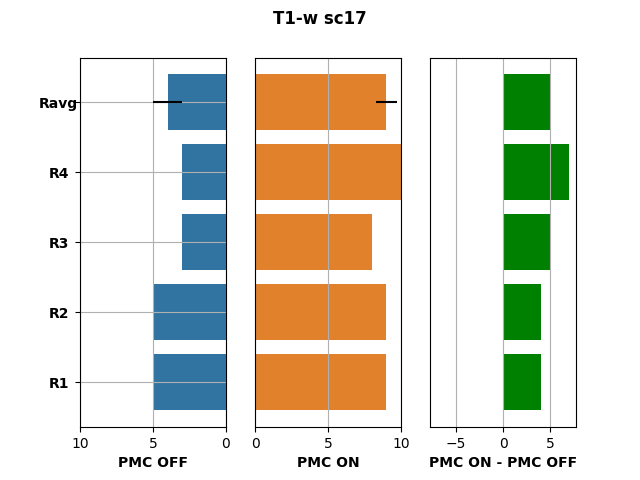 T1-w sc17
Ravg
R4
R3
R2
R1
10 5 0 0 5 10 −5 0 5
PMC OFF PMC ON PMC ON - PMC OFF